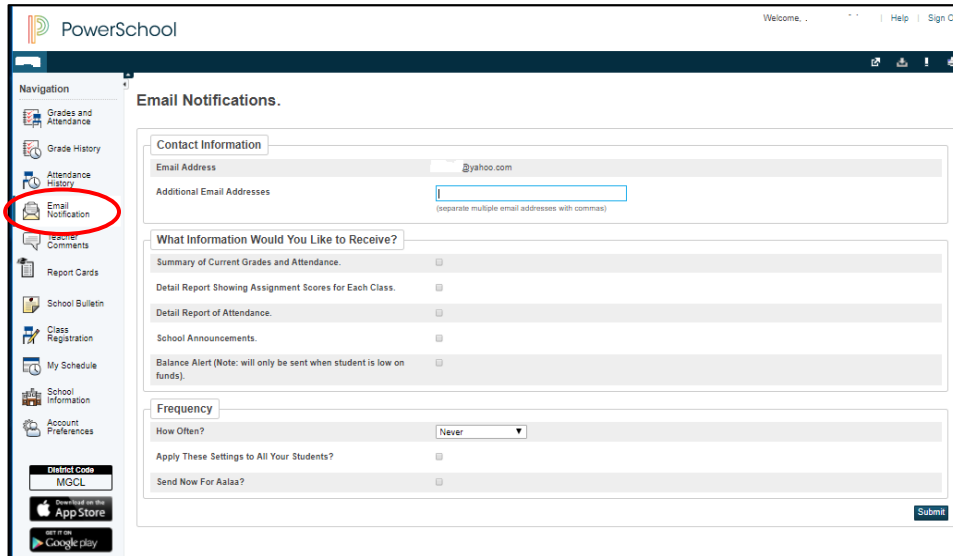 PowerSchool
Welcome, .
Help
Sign O
Navigation
Grades and
Attendance
Grade History
Attendance
History
Email
Notification
Teacher
Comments
Report Cards
School Bulletin
Class
Registration
My Schedule
School
Information
Account
Preferences
District Code
MGCL
Download on the
App Store
GET IT ON
Google play
Email Notifications.
Contact Information
Email Address
@yahoo.com
Additional Email Addresses
(separate multiple email addresses with commas)
What Information Would You Like to Receive?
Summary of Current Grades and Attendance.
Detail Report Showing Assignment Scores for Each Class.
Detail Report of Attendance.
School Announcements.
Balance Alert (Note: will only be sent when student is low on
funds).
Frequency
How Often?
Never
Apply These Settings to All Your Students?
Send Now For Aalaa?
Submit